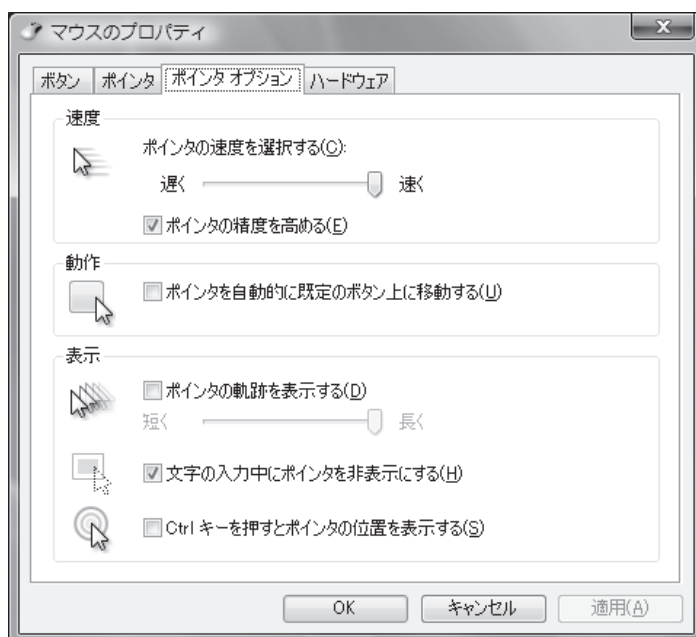 マウスのプロパティ
ボタン ポインタ ポインタ オプション ハードウェア
速度
ポインタの速度を選択する(C):
遅く 速く
ポインタの精度を高める(E)
動作
ポインタを自動的に既定のボタン上に移動する(U)
表示
ポインタの軌跡を表示する(D)
短く 長く
文字の入力中にポインタを非表示にする(H)
Ctrl キーを押すとポインタの位置を表示する(S)
OK キャンセル 適用(A)